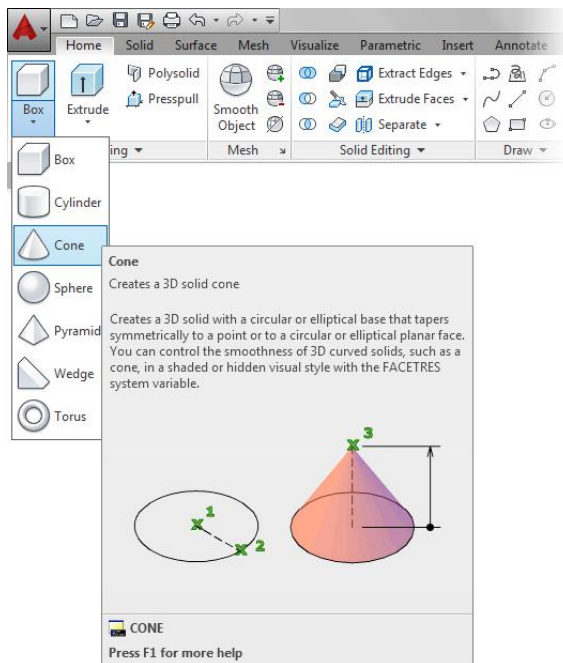 Home Solid Surface Mesh Visualize Parametric Insert Annotate
Box
Extrude
Polysolid
Presspull
Smooth
Object
Extract Edges
Extrude Faces
Separate
ing
Mesh
Solid Editing
Draw
Box
Cylinder
Cone
Sphere
Pyramid
Wedge
Torus
Cone
Creates a 3D solid cone
Creates a 3D solid with a circular or elliptical base that tapers
symmetrically to a point or to a circular or elliptical planar face.
You can control the smoothness of 3D curved solids, such as a
cone, in a shaded or hidden visual style with the FACETRES
system variable.
1
2
3
CONE
Press F1 for more help